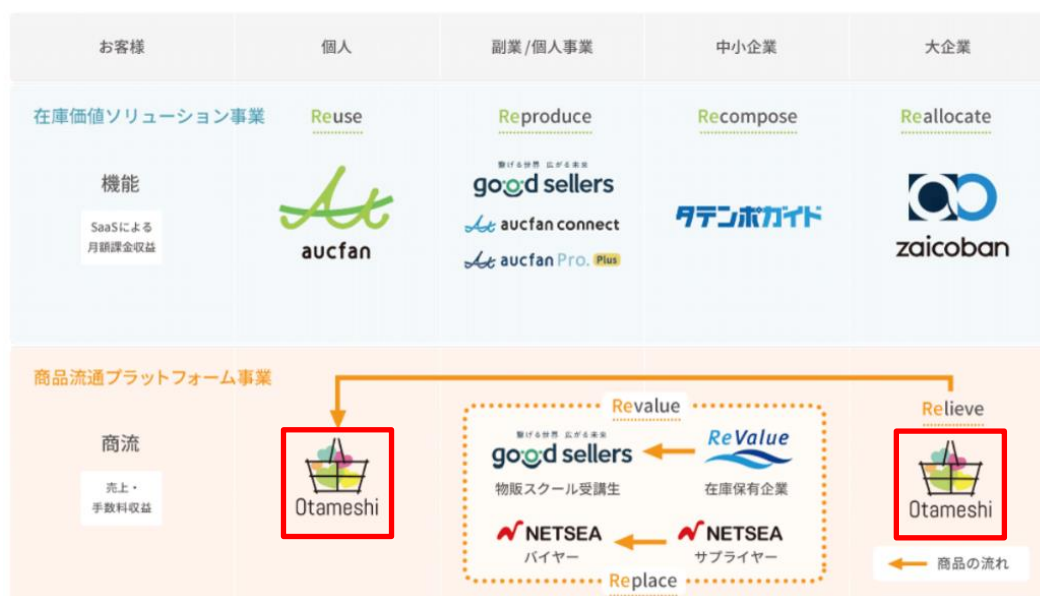 お客様
個人
副業/個人事業
中小企業
大企業
在庫価値ソリューション事業
Reuse
Reproduce
Recompose
Reallocate
機能
SaaSによる
月額課金収益
aucfan
繋げる世界 広がる未来
good sellers
aucfan connect
aucfan Pro. Plus
タテンポガイド
zaicoban
商品流通プラットフォーム事業
商流
売上・
手数料収益
Otameshi
Revalue
繋げる世界 広がる未来
good sellers
物販スクール受講生
ReValue
在庫保有企業
NETSEA
バイヤー
NETSEA
サプライヤー
Replace
Relieve
Otameshi
商品の流れ